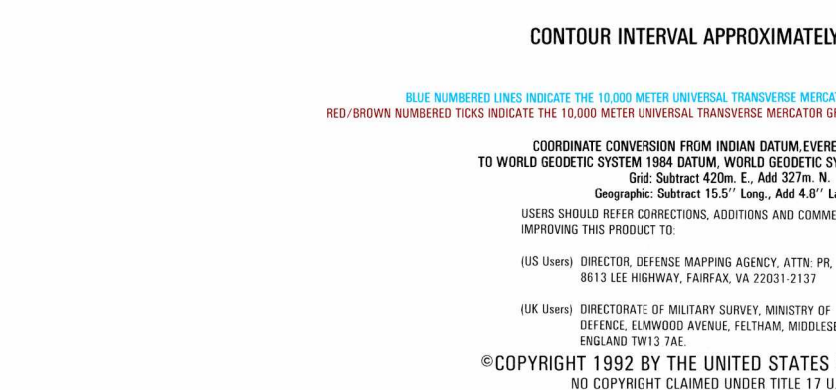 CONTOUR INTERVAL APPROXIMATELY
BLUE NUMBERED LINES INDICATE THE 10,000 METER UNIVERSAL TRANSVERSE
RED/BROWN NUMBERED TICKS INDICATE THE 10,000 METER UNIVERSAL TRANSVERSE MERCATOR
COORDINATE CONVERSION FROM INDIAN DATUM,
TO WORLD GEODETIC SYSTEM 1984 DATUM, WORLD GEODETIC
Grid: Subtract 420m. E., Add 327m. N.
Geographic: Subtract 15.5'' Long., Add 4.8''
USERS SHOULD REFER CORRECTIONS, ADDITIONS AND
IMPROVING THIS PRODUCT TO:
(US Users) DIRECTOR, DEFENSE MAPPING AGENCY, ATTN: PR,
8613 LEE HIGHWAY, FAIRFAX, VA 22031-2137
(UK Users) DIRECTORATE OF MILITARY SURVEY, MINISTRY OF
DEFENCE, ELMWOOD AVENUE, FELTHAM,
ENGLAND TW13 7AE.
©COPYRIGHT 1992 BY THE UNITED STATES
NO COPYRIGHT CLAIMED UNDER TITLE 17